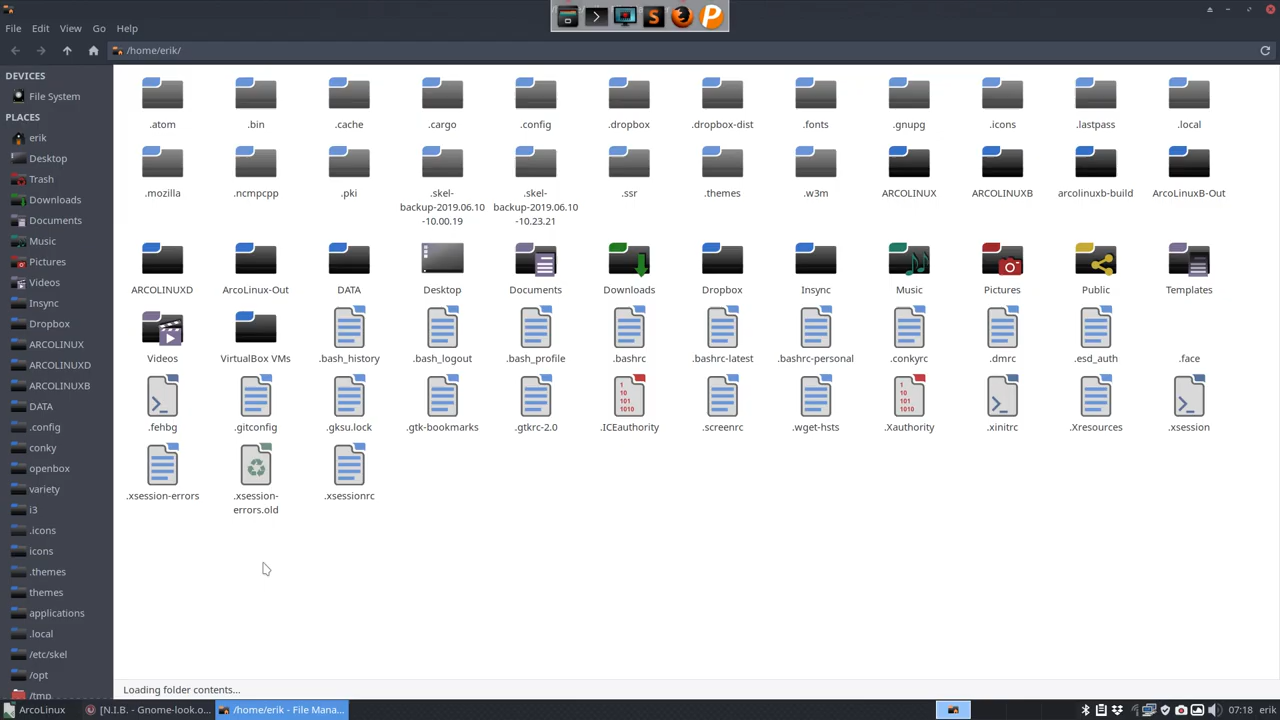 File Edit View Go Help
/home/erik/
DEVICES
File System
PLACES
erik
Desktop
Trash
Downloads
Documents
Music
Pictures
Videos
Insync
Dropbox
ARCOLINUX
ARCOLINUXD
ARCOLINUXB
DATA
.config
conky
openbox
variety
i3
.icons
icons
.themes
themes
applications
.local
/etc/skel
/opt
/tmp
.atom .bin .cache .cargo .config .dropbox .dropbox-dist .fonts .gnupg .icons .lastpass .local
.mozilla .ncmpcpp .pki .skel- .skel- .ssr .themes .w3m ARCOLINUX ARCOLINUXB arcolinuxb-build ArcoLinuxB-Out
backup-2019.06.10 backup-2019.06.10
-10.00.19 -10.23.21
ARCOLINUXD ArcoLinux-Out DATA Desktop Documents Downloads Dropbox Insync Music Pictures Public Templates
Videos VirtualBox VMs .bash_history .bash_logout .bash_profile .bashrc .bashrc-latest .bashrc-personal .conkyrc .dmrc .esd_auth .face
.fehbg .gitconfig .gksu.lock .gtk-bookmarks .gtkrc-2.0 .ICEauthority .screenrc .wget-hsts .Xauthority .xinitrc .Xresources .xsession
.xsession-errors .xsession- .xsessionrc
errors.old
Loading folder contents...
ArcoLinux [N.I.B. - Gnome-look.o... /home/erik - File Mana... 07:18 erik